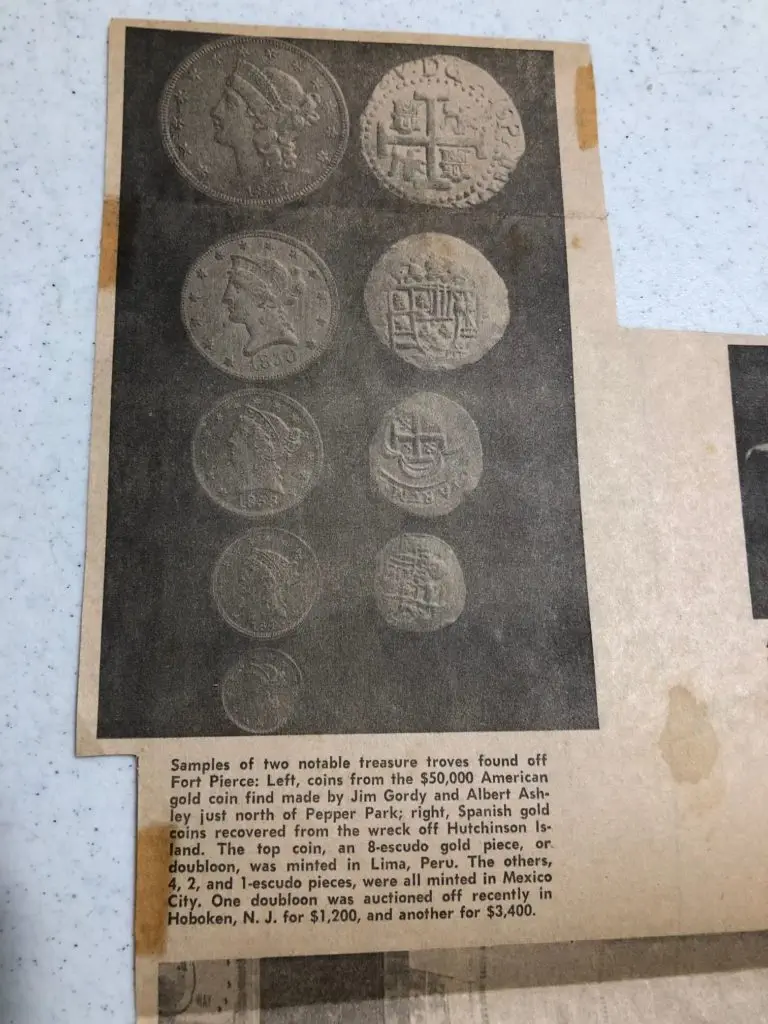 1850
Samples of two notable treasure troves found off
Fort Pierce: Left, coins from the $50,000 American
gold coin find made by Jim Gordy and Albert Ash-
ley just north of Pepper Park; right, Spanish gold
coins recovered from the wreck off Hutchinson Is-
land. The top coin, an 8-escudo gold piece, or
doubloon, was minted in Lima, Peru. The others,
4, 2, and 1-escudo pieces, were all minted in Mexico
City. One doubloon was auctioned off recently in
Hoboken, N. J. for $1,200, and another for $3,400.